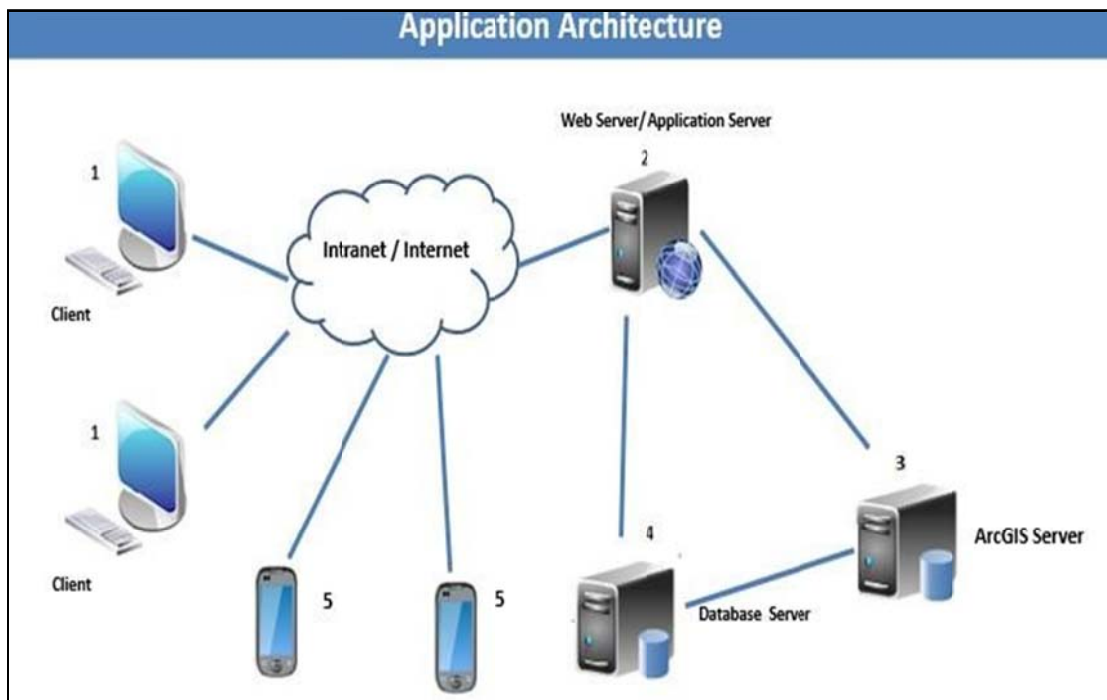 Application Architecture
Web Server/Application Server
2
1
Intranet / Internet
Client
1
3
4
ArcGIS Server
Client
5
5
Database Server